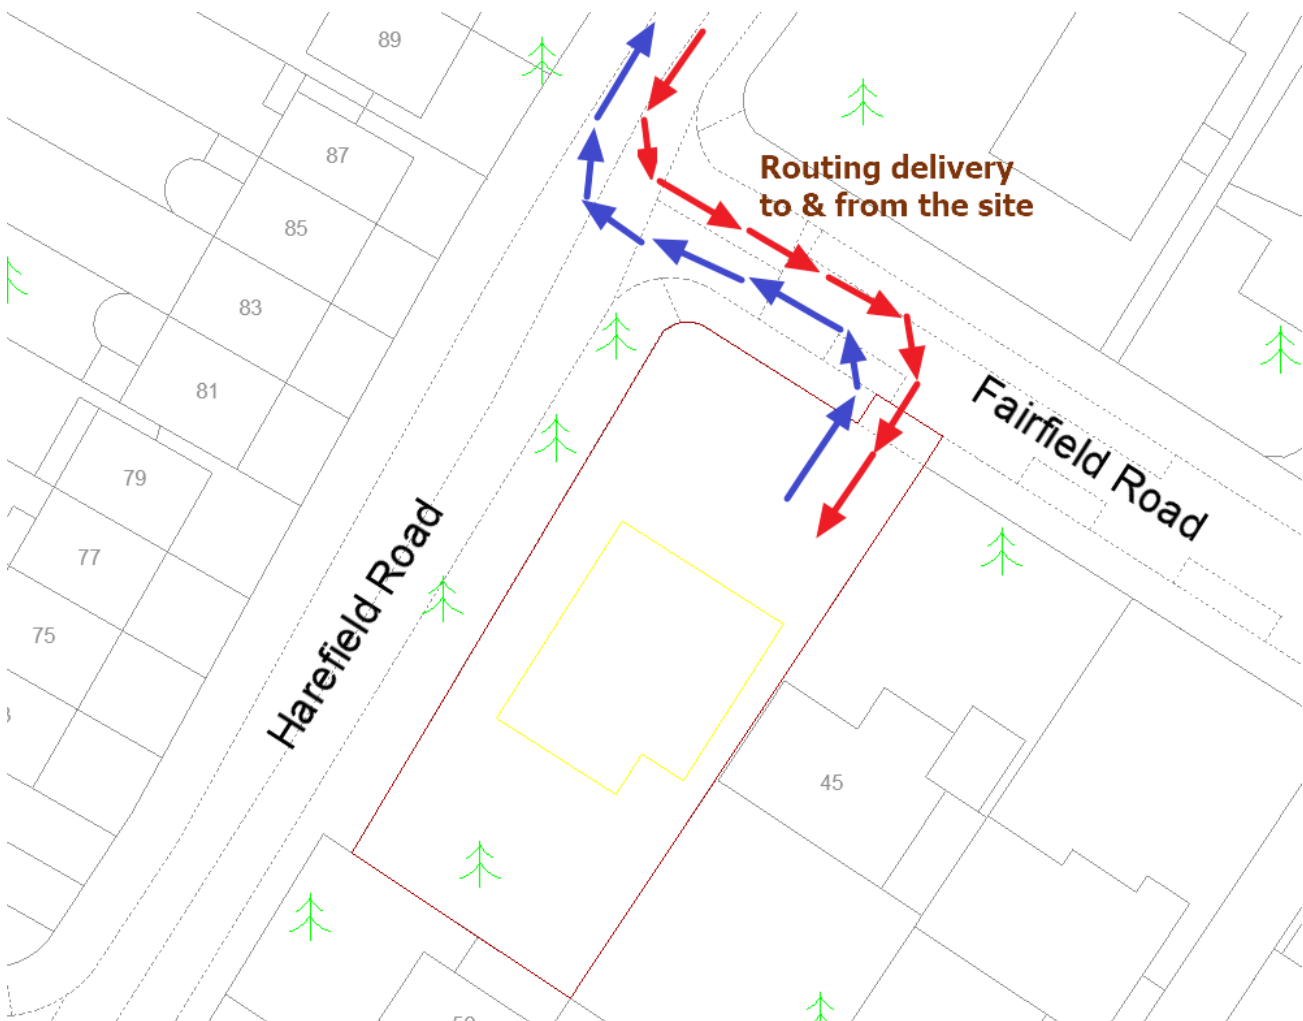 89
87
Routing delivery
to & from the site
85
83
81
Fairfield Road
79
Harefield Road
77
75
45